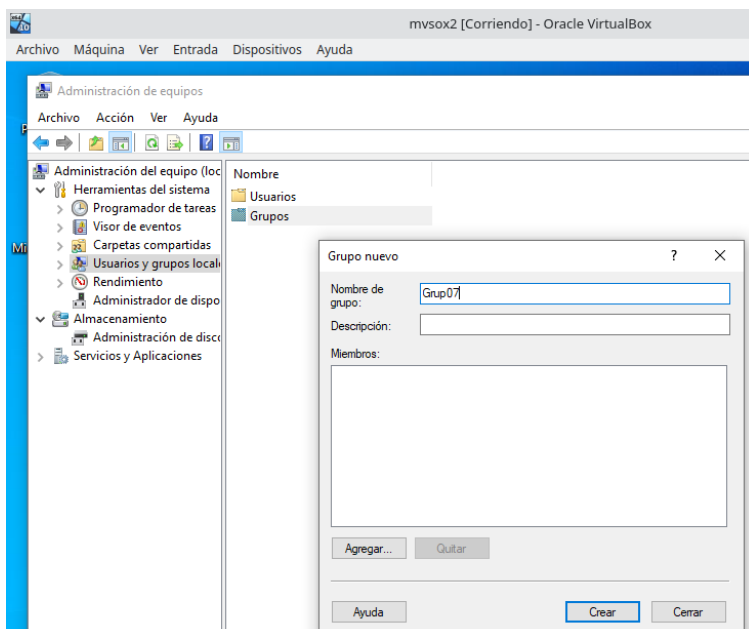 mvsox2 [Corriendo] - Oracle VirtualBox
Archivo Máquina Ver Entrada Dispositivos Ayuda
Administración de equipos
Archivo Acción Ver Ayuda
Administración del equipo (loc
Herramientas del sistema
Programador de tareas
Visor de eventos
Carpetas compartidas
Usuarios y grupos locale
Rendimiento
Administrador de dispo
Almacenamiento
Administración de disco
Servicios y Aplicaciones
Nombre
Usuarios
Grupos
Grupo nuevo
Nombre de
grupo:
Grup07
Descripción:
Miembros:
Agregar...
Quitar
Ayuda
Crear
Cerrar